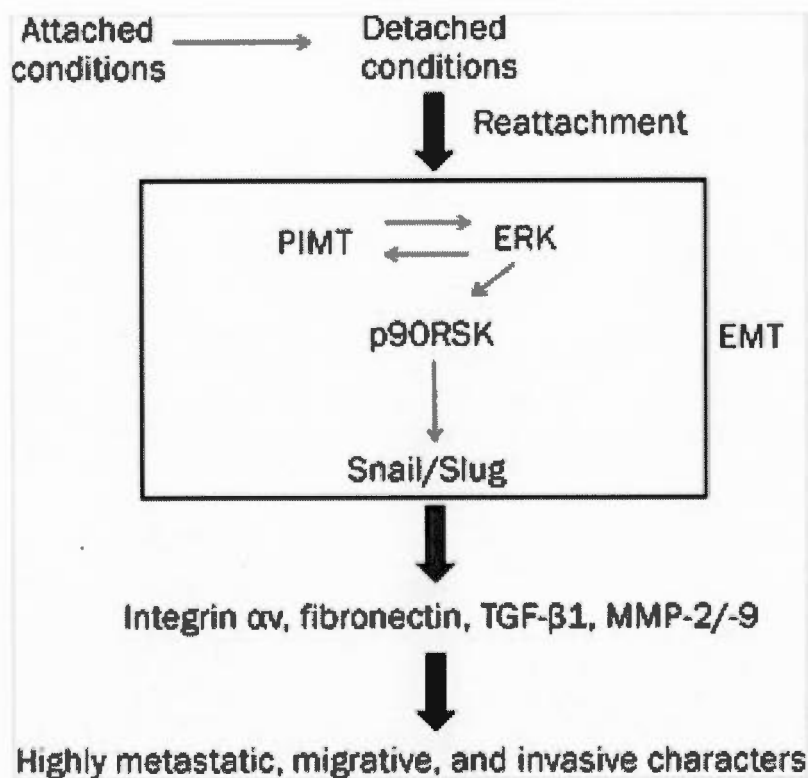 Attached
conditions
Detached
conditions
Reattachment
PIMT
ERK
p90RSK
EMT
Snail/Slug
Integrin αv, fibronectin, TGF-β1, MMP-2/-9
Highly metastatic, migrative, and invasive characters